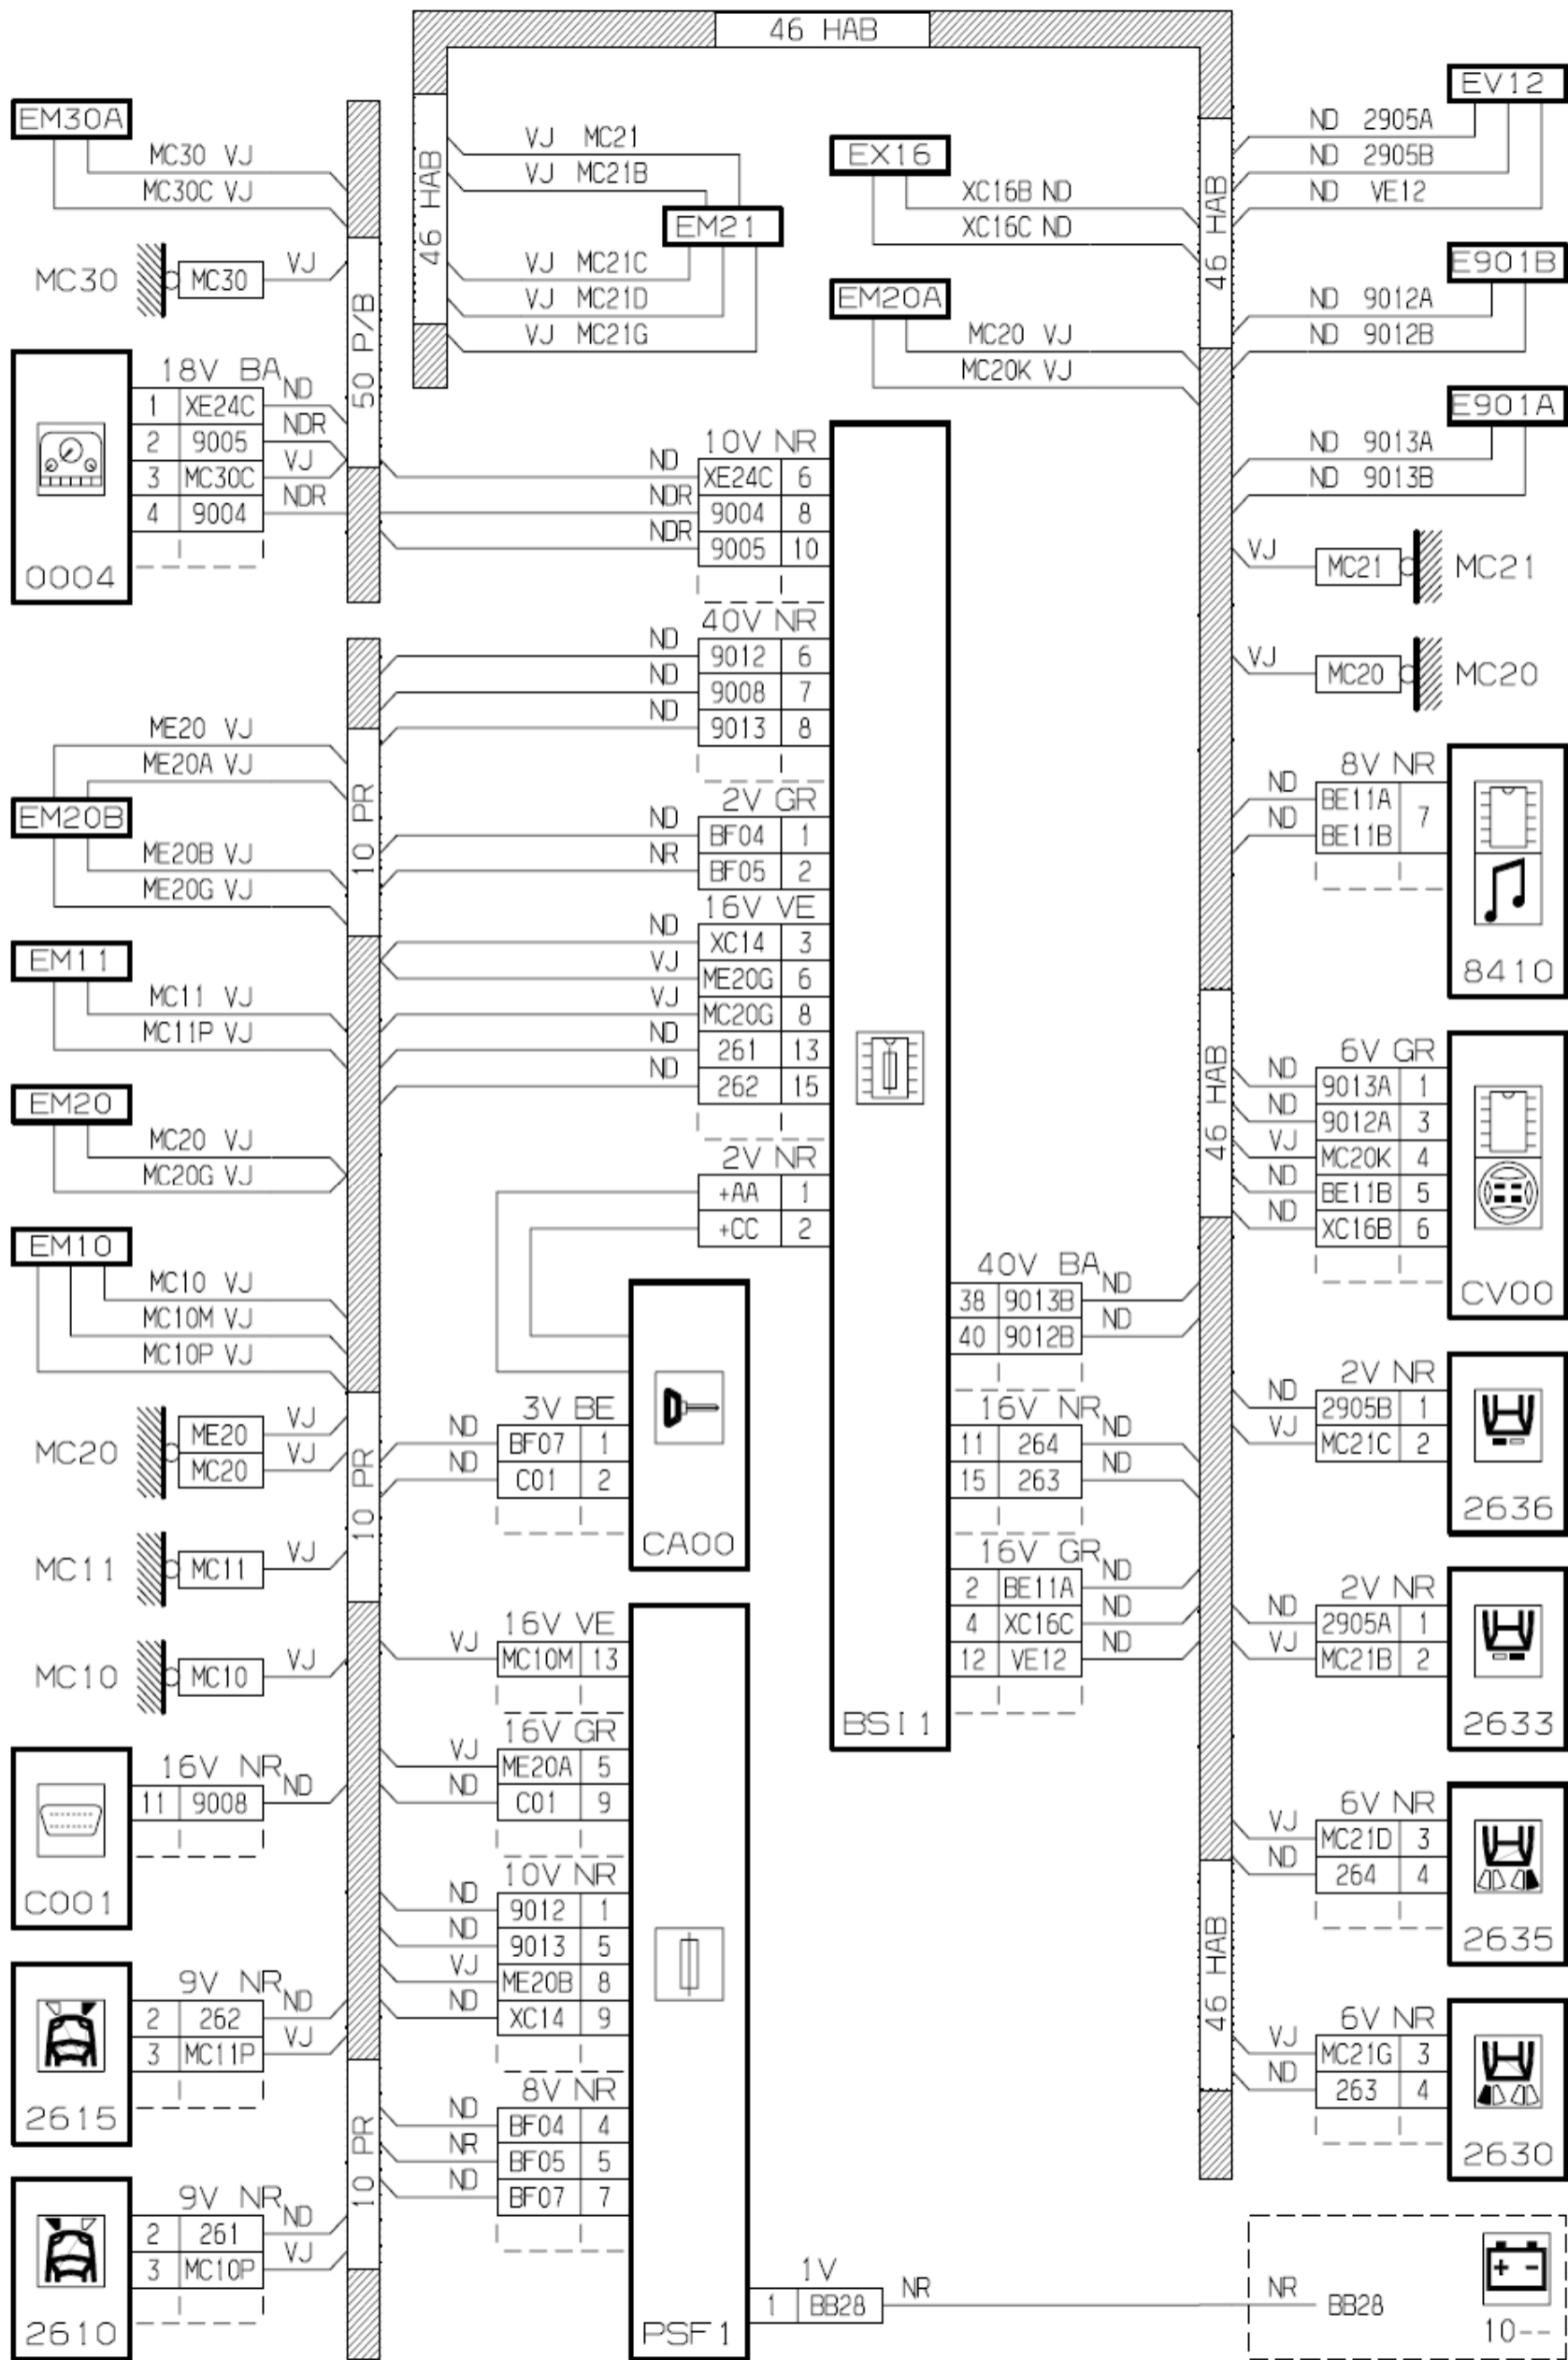 46 HAB
EM30A
MC30 VJ
MC30C VJ
MC30
MC30
VJ
50 P/B
18V BA
1 XE24C ND
2 9005 NDR
3 MC30C VJ
4 9004 NDR
0004
46 HAB
VJ MC21
VJ MC21B
EM21
VJ MC21C
VJ MC21D
VJ MC21G
EX16
XC16B ND
XC16C ND
EM20A
MC20 VJ
MC20K VJ
46 HAB
EV12
ND 2905A
ND 2905B
ND VE12
E901B
ND 9012A
ND 9012B
E901A
ND 9013A
ND 9013B
VJ MC21 MC21
VJ MC20 MC20
10V NR
ND XE24C 6
NDR 9004 8
NDR 9005 10
40V NR
ND 9012 6
ND 9008 7
ND 9013 8
2V GR
ND BF04 1
NR BF05 2
16V VE
ND XC14 3
VJ ME20G 6
VJ MC20G 8
ND 261 13
ND 262 15
2V NR
+AA 1
+CC 2
BSI1
ME20 VJ
ME20A VJ
EM20B
ME20B VJ
ME20G VJ
10 PR
EM11
MC11 VJ
MC11P VJ
EM20
MC20 VJ
MC20G VJ
EM10
MC10 VJ
MC10M VJ
MC10P VJ
MC20
ME20 VJ
MC20 VJ
10 PR
MC11 MC11 VJ
MC10 MC10 VJ
16V NR
11 9008 ND
C001
9V NR
2 262 ND
3 MC11P VJ
2615
10 PR
9V NR
2 261 ND
3 MC10P VJ
2610
3V BE
ND BF07 1
ND C01 2
CA00
16V VE
VJ MC10M 13
16V GR
VJ ME20A 5
ND C01 9
10V NR
ND 9012 1
ND 9013 5
VJ ME20B 8
ND XC14 9
8V NR
ND BF04 4
NR BF05 5
ND BF07 7
PSF1
1V
1 BB28 NR
40V BA
38 9013B ND
40 9012B ND
16V NR
11 264 ND
15 263 ND
16V GR
2 BE11A ND
4 XC16C ND
12 VE12 ND
8V NR
ND BE11A
7
ND BE11B
8410
46 HAB
6V GR
ND 9013A 1
ND 9012A 3
VJ MC20K 4
ND BE11B 5
ND XC16B 6
CV00
2V NR
ND 2905B 1
VJ MC21C 2
2636
2V NR
ND 2905A 1
VJ MC21B 2
2633
6V NR
VJ MC21D 3
ND 264 4
2635
46 HAB
6V NR
VJ MC21G 3
ND 263 4
2630
NR BB28
+ -
10--